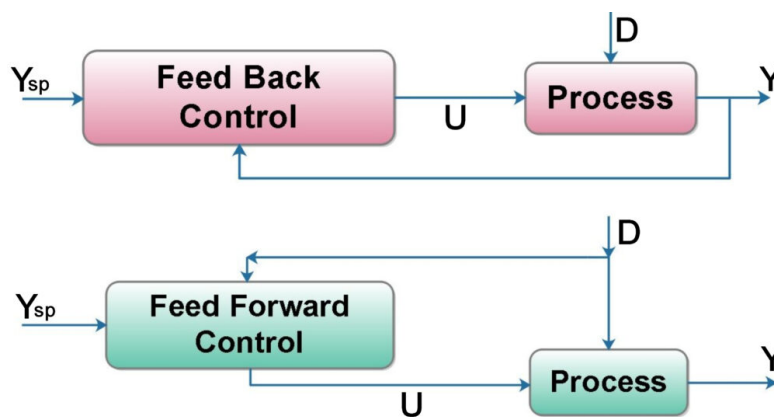 D
Ysp
Feed Back
Control
U
Process
Y
D
Ysp
Feed Forward
Control
U
Process
Y